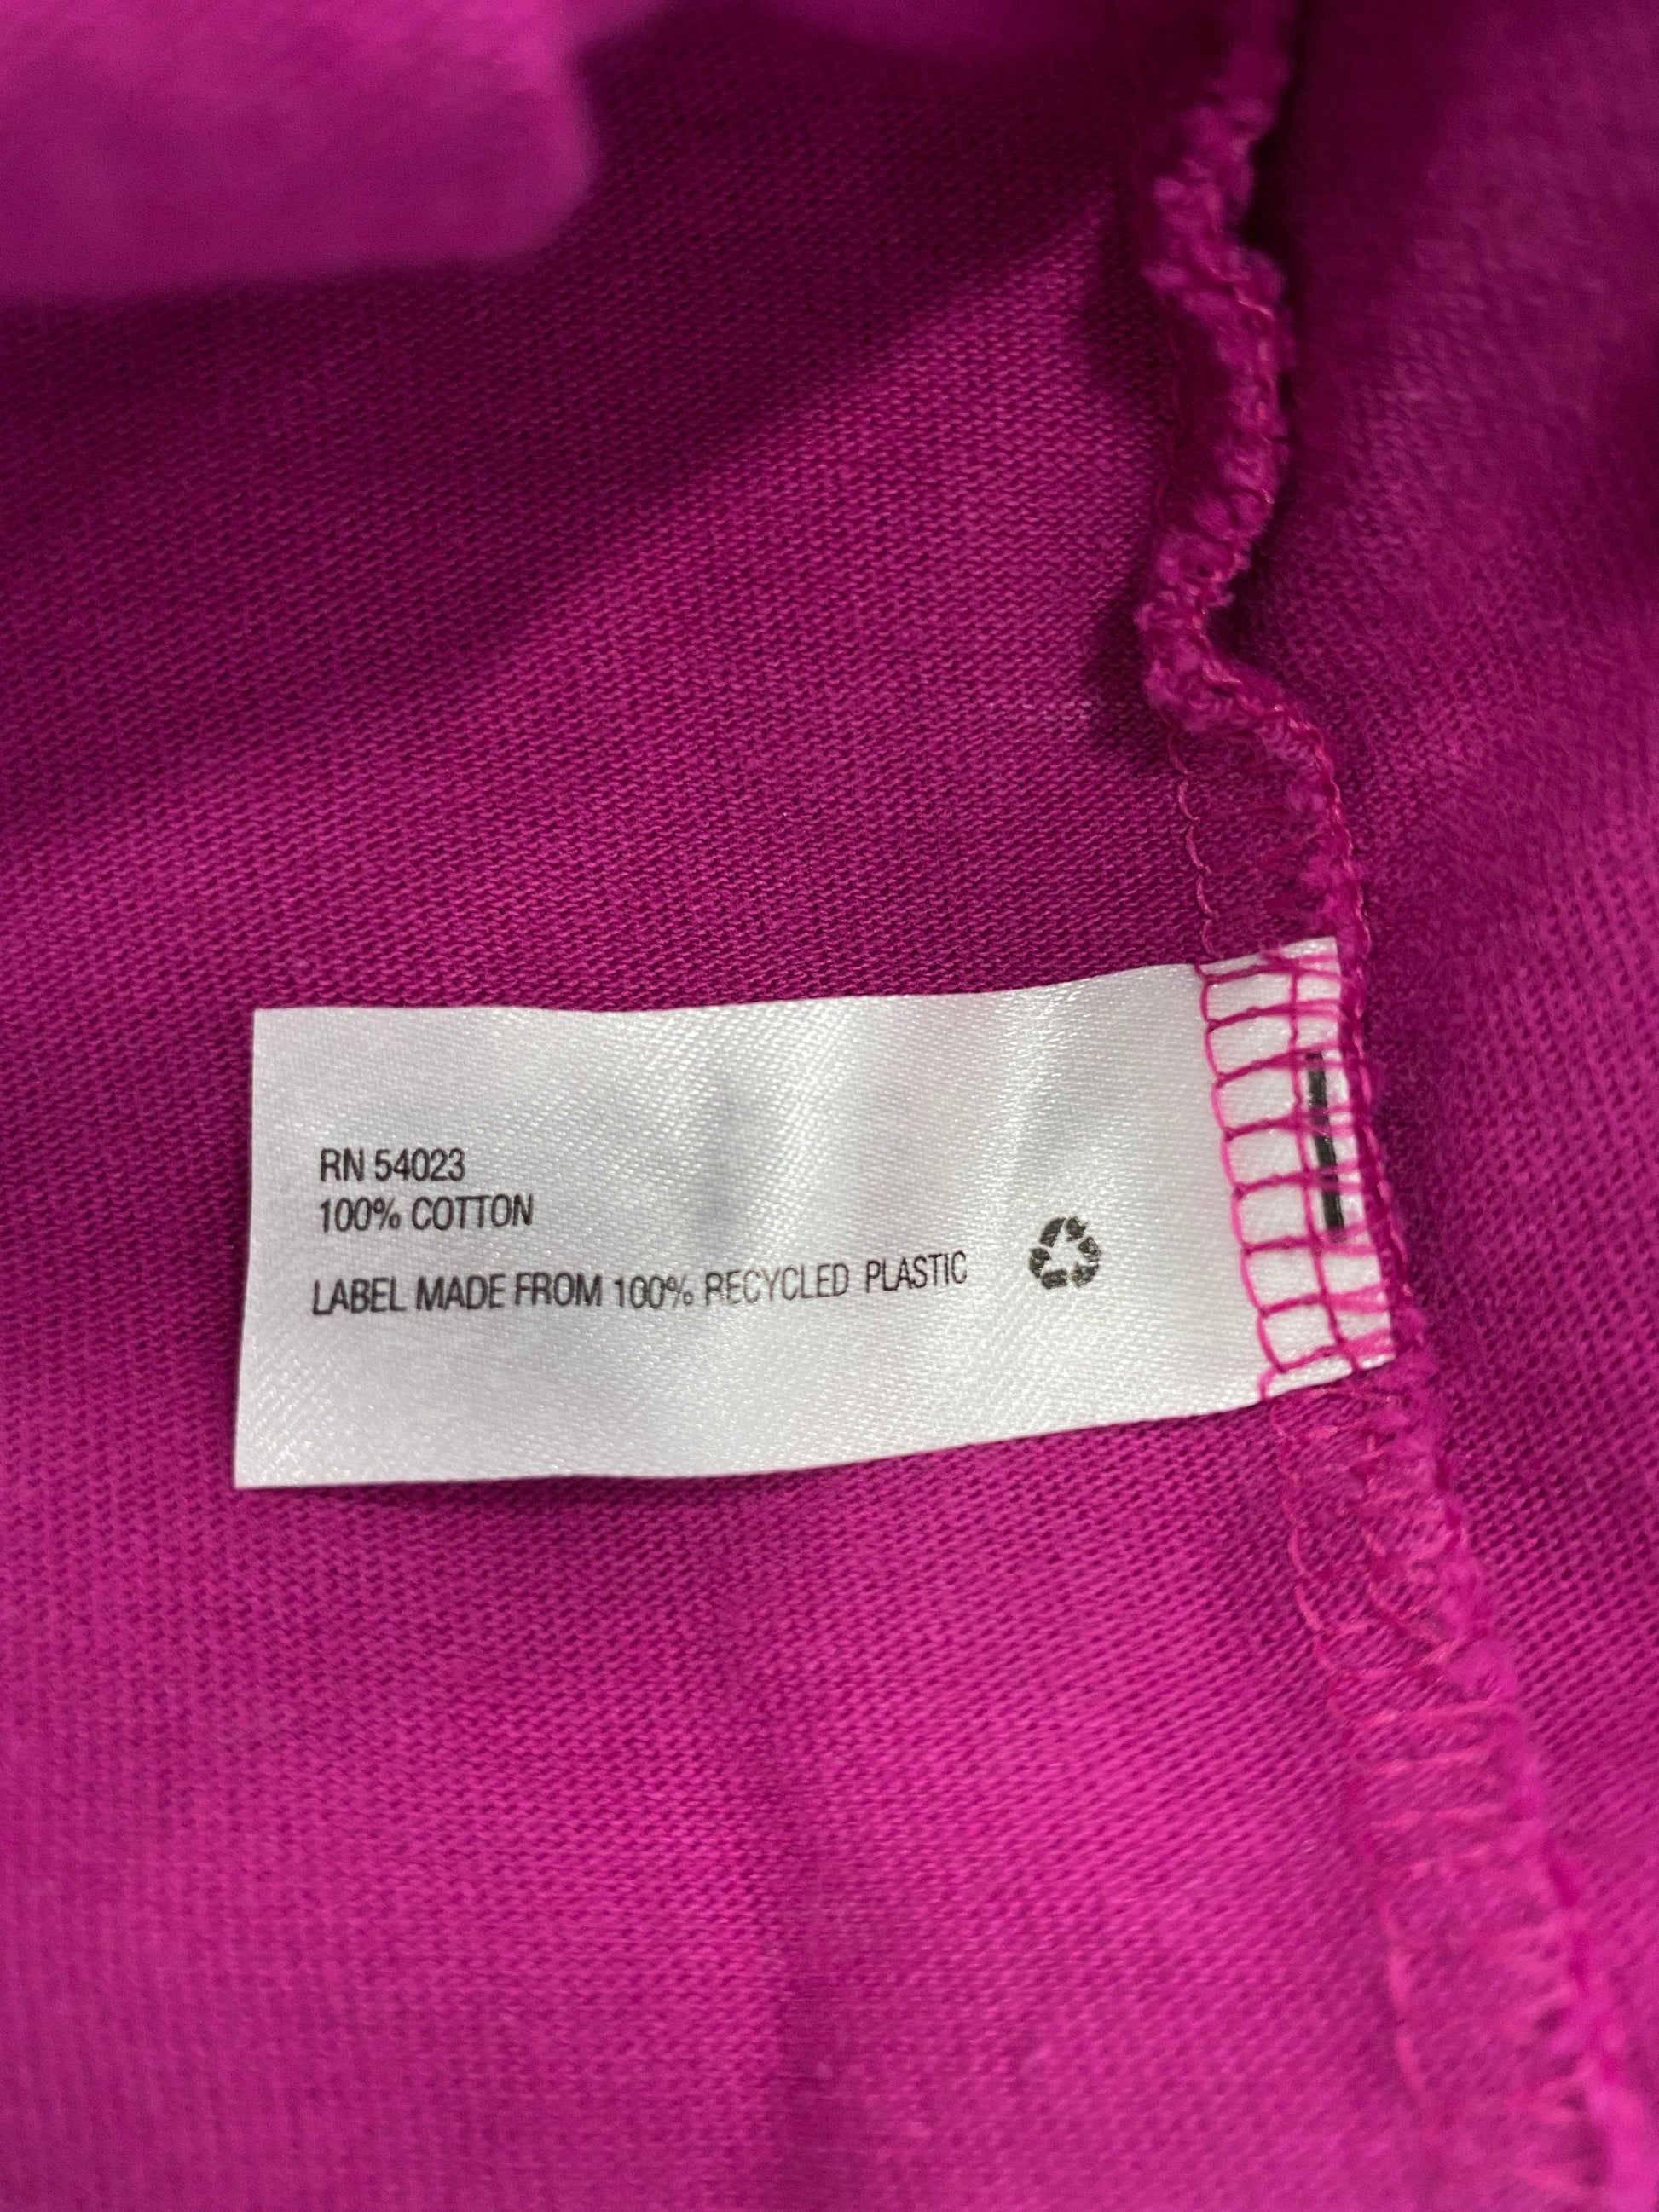 RN 54023
100% COTTON
LABEL MADE FROM 100% RECYCLED PLASTIC